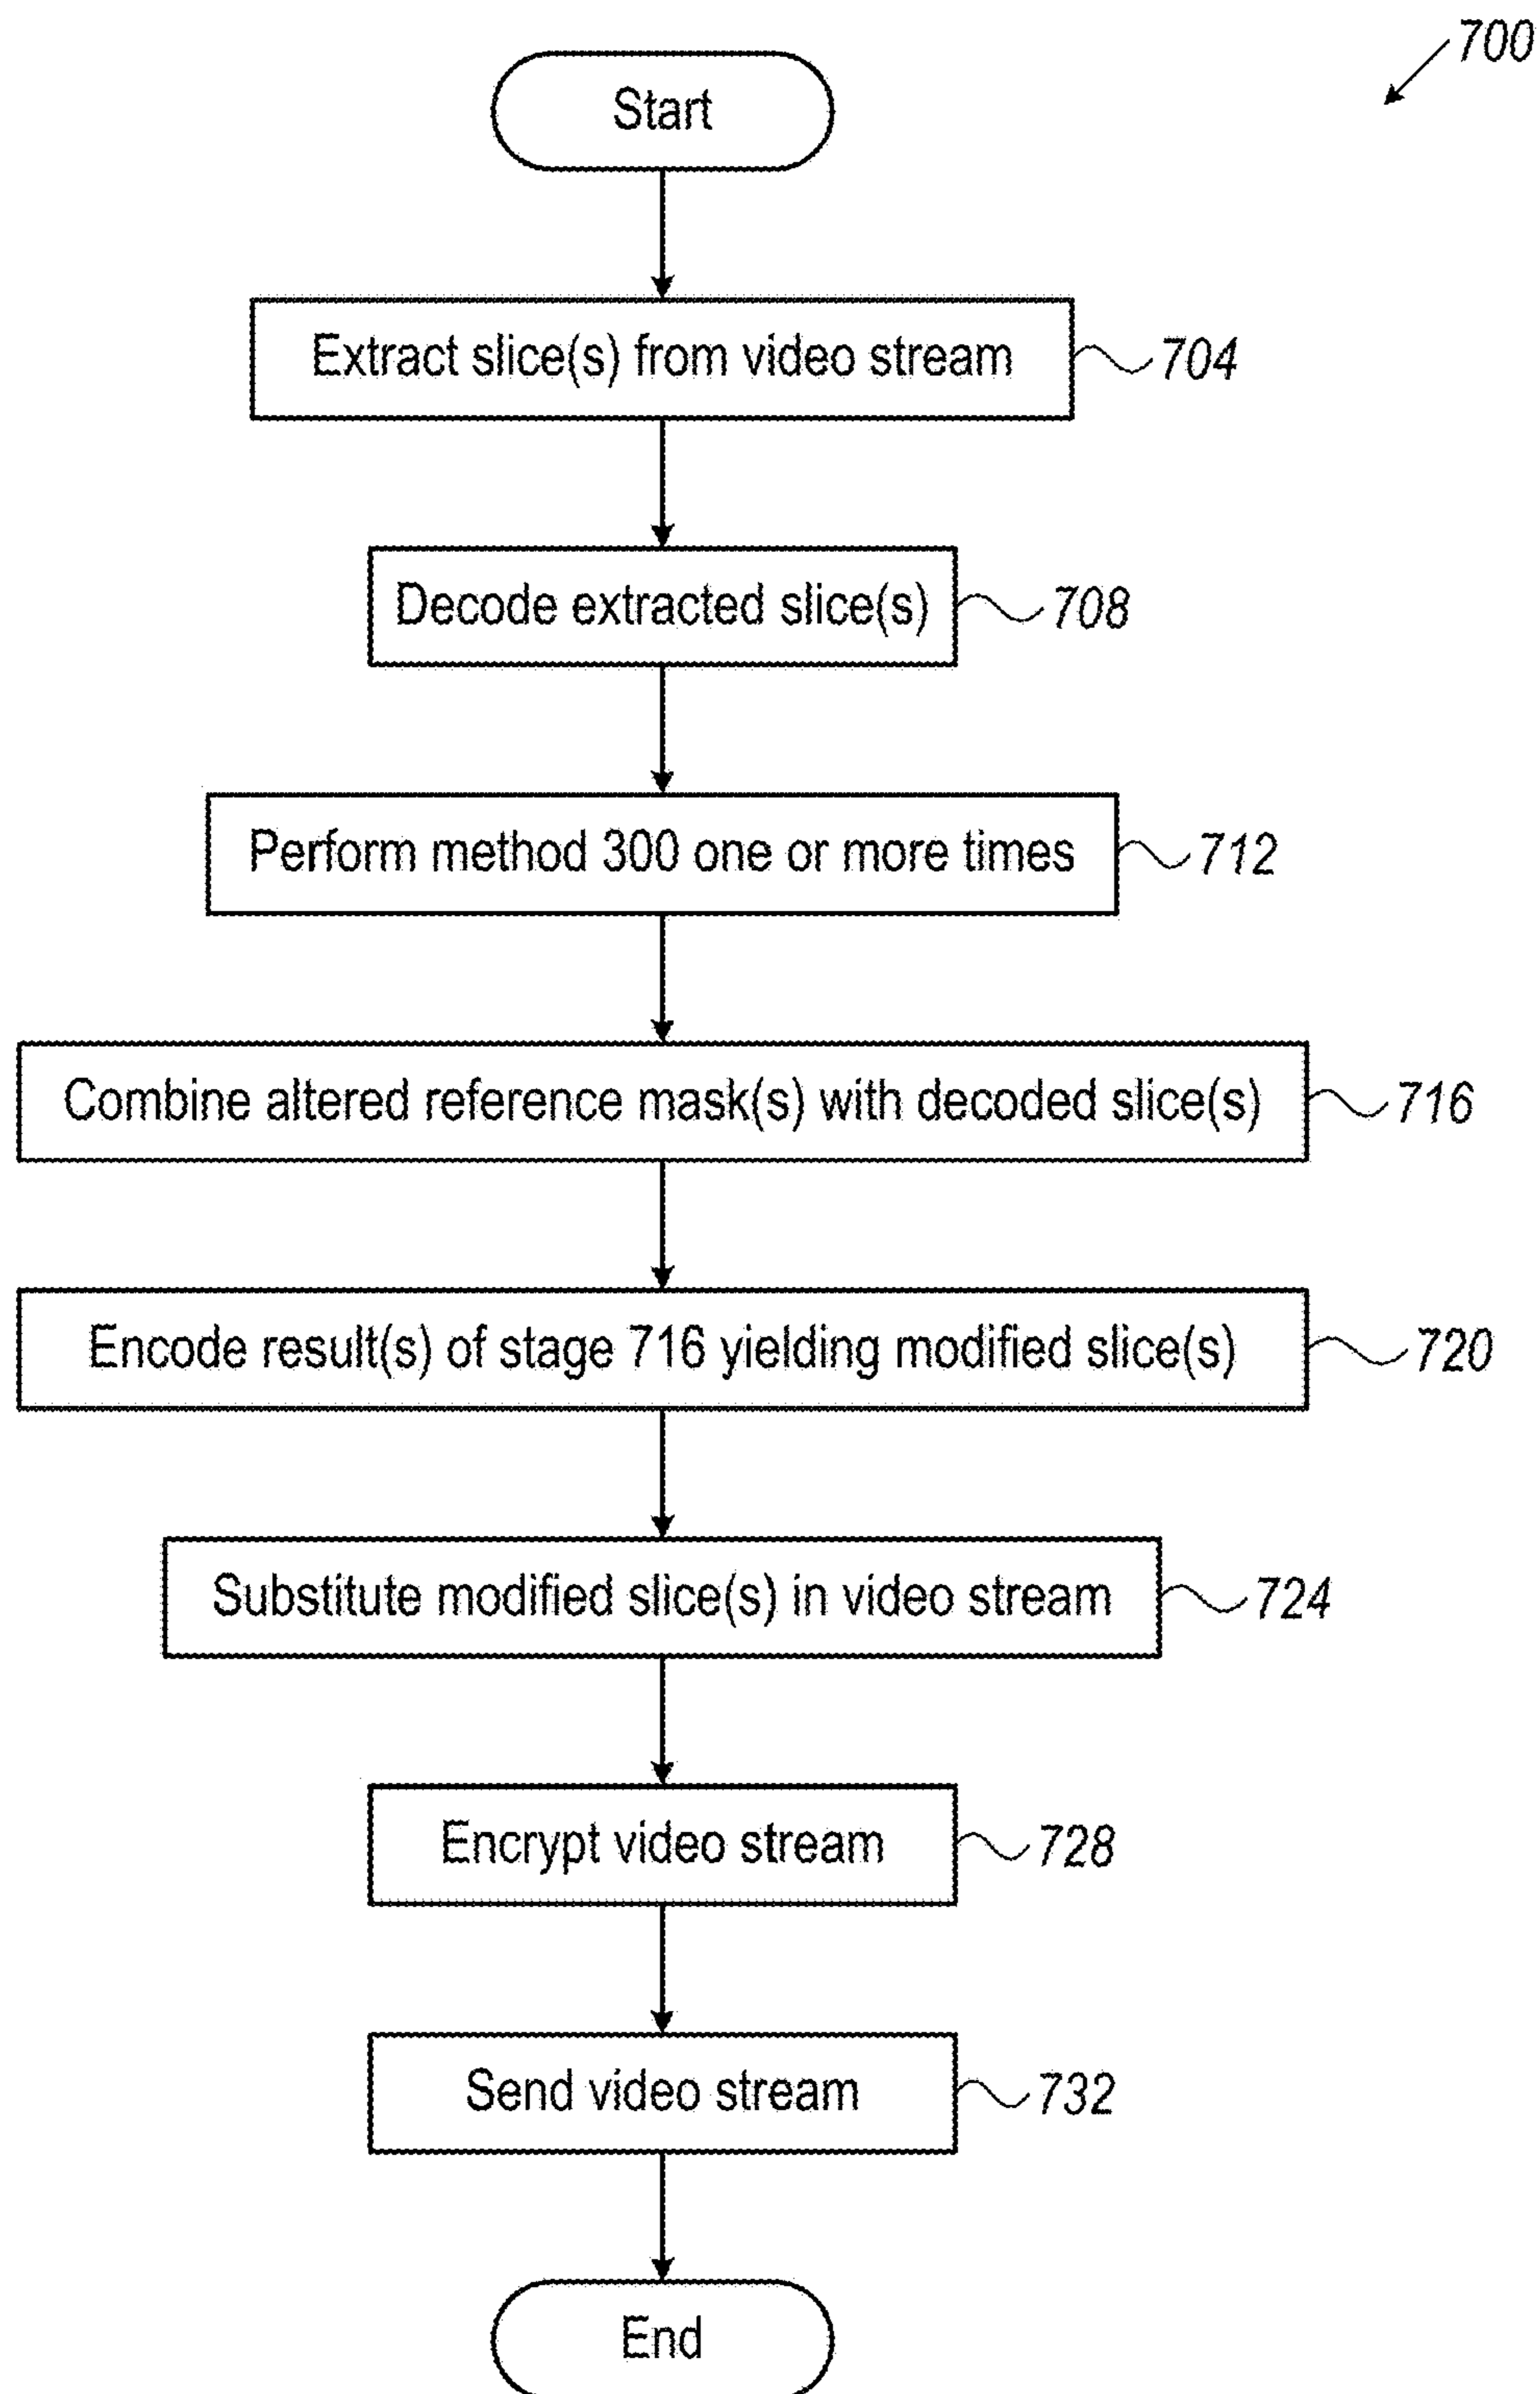 700
Start
Extract slice(s) from video stream 704
Decode extracted slice(s) 708
Perform method 300 one or more times 712
Combine altered reference mask(s) with decoded slice(s) 716
Encode result(s) of stage 716 yielding modified slice(s) 720
Substitute modified slice(s) in video stream 724
Encrypt video stream 728
Send video stream 732
End